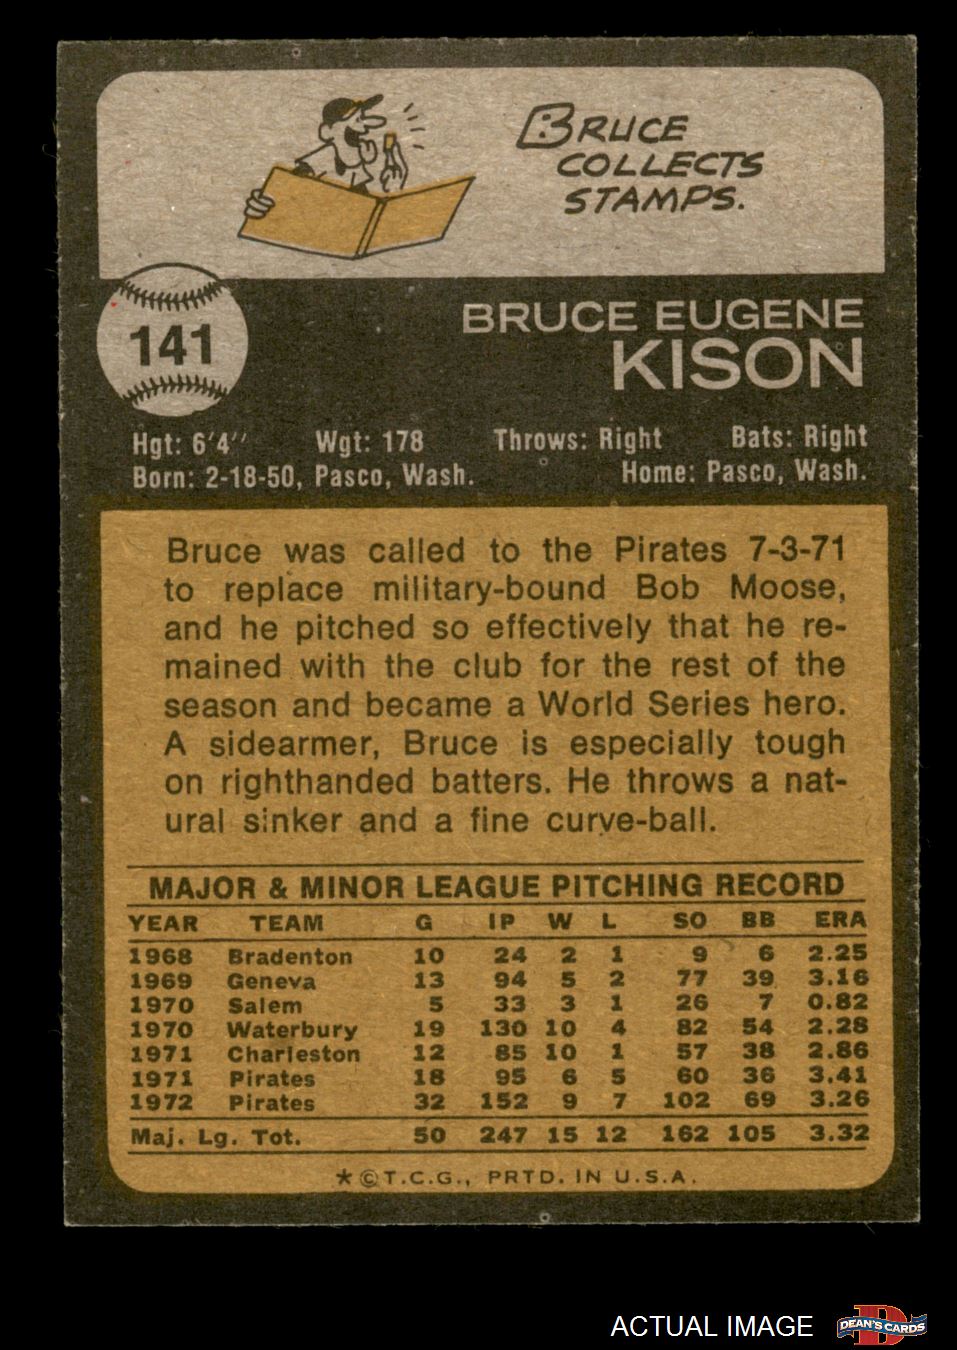 BRUCE
COLLECTS
STAMPS.
141
BRUCE EUGENE
KISON
Hgt: 6'4'' Wgt: 178 Throws: Right Bats: Right
Born: 2-18-50, Pasco, Wash. Home: Pasco, Wash.
Bruce was called to the Pirates 7-3-71
to replace military-bound Bob Moose,
and he pitched so effectively that he re-
mained with the club for the rest of the
season and became a World Series hero.
A sidearmer, Bruce is especially tough
on righthanded batters. He throws a nat-
ural sinker and a fine curve-ball.
MAJOR & MINOR LEAGUE PITCHING RECORD
YEAR TEAM G IP W L SO BB ERA
1968 Bradenton 10 24 2 1 9 6 2.25
1969 Geneva 13 94 5 2 77 39 3.16
1970 Salem 5 33 3 1 26 7 0.82
1970 Waterbury 19 130 10 4 82 54 2.28
1971 Charleston 12 85 10 1 57 38 2.86
1971 Pirates 18 95 6 5 60 36 3.41
1972 Pirates 32 152 9 7 102 69 3.26
Maj. Lg. Tot. 50 247 15 12 162 105 3.32
*©T.C.G., PRTD. IN U.S.A.
ACTUAL IMAGE
D
DEAN'S CARDS